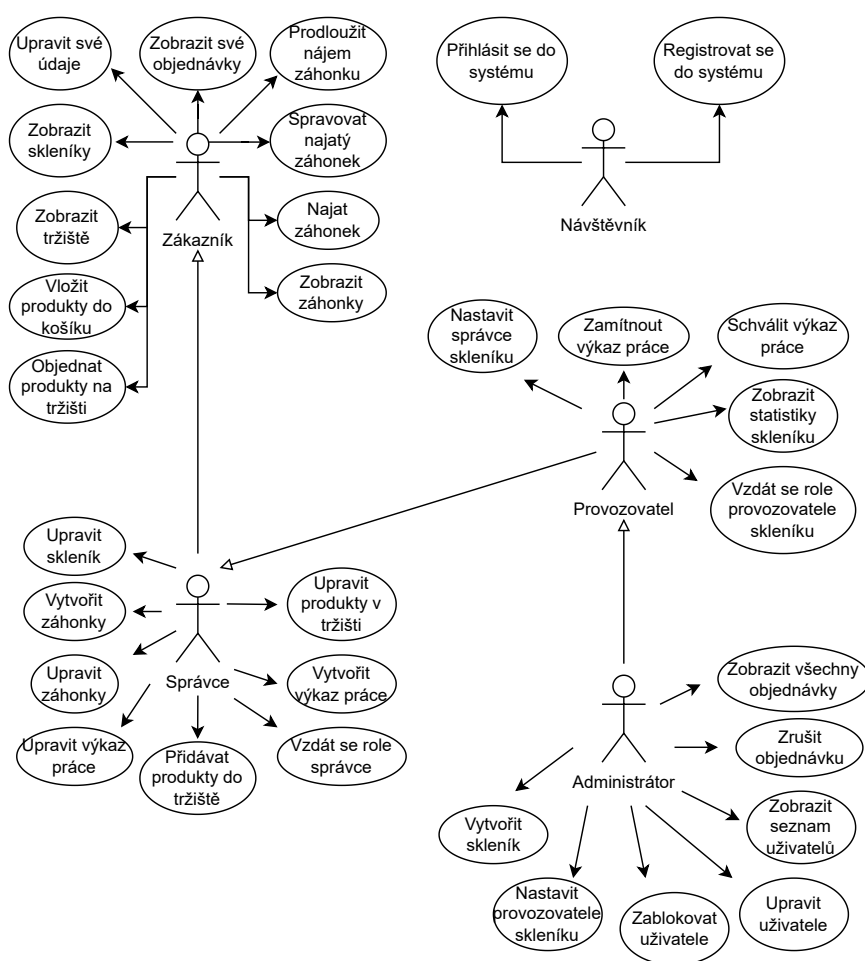 Upravit své
údaje
Zobrazit své
objednávky
Prodloužit
nájem
záhonku
Zobrazit
skleníky
Spravovat
najatý
záhonek
Zobrazit
tržiště
Najat
záhonek
Zákazník
Vložit
produkty do
košíku
Zobrazit
záhonky
Objednat
produkty na
tržišti
Přihlásit se do
systému
Registrovat se
do systému
Návštěvník
Nastavit
správce
skleníku
Zamítnout
výkaz práce
Schválit výkaz
práce
Zobrazit
statistiky
skleníku
Provozovatel
Vzdát se role
provozovatele
skleníku
Upravit
skleník
Vytvořit
záhonky
Upravit
produkty v
tržišti
Upravit
záhonky
Správce
Vytvořit
výkaz práce
Upravit výkaz
práce
Přidávat
produkty do
tržiště
Vzdát se role
správce
Zobrazit všechny
objednávky
Zrušit
objednávku
Administrátor
Vytvořit
skleník
Zobrazit
seznam
uživatelů
Nastavit
provozovatele
skleníku
Zablokovat
uživatele
Upravit
uživatele